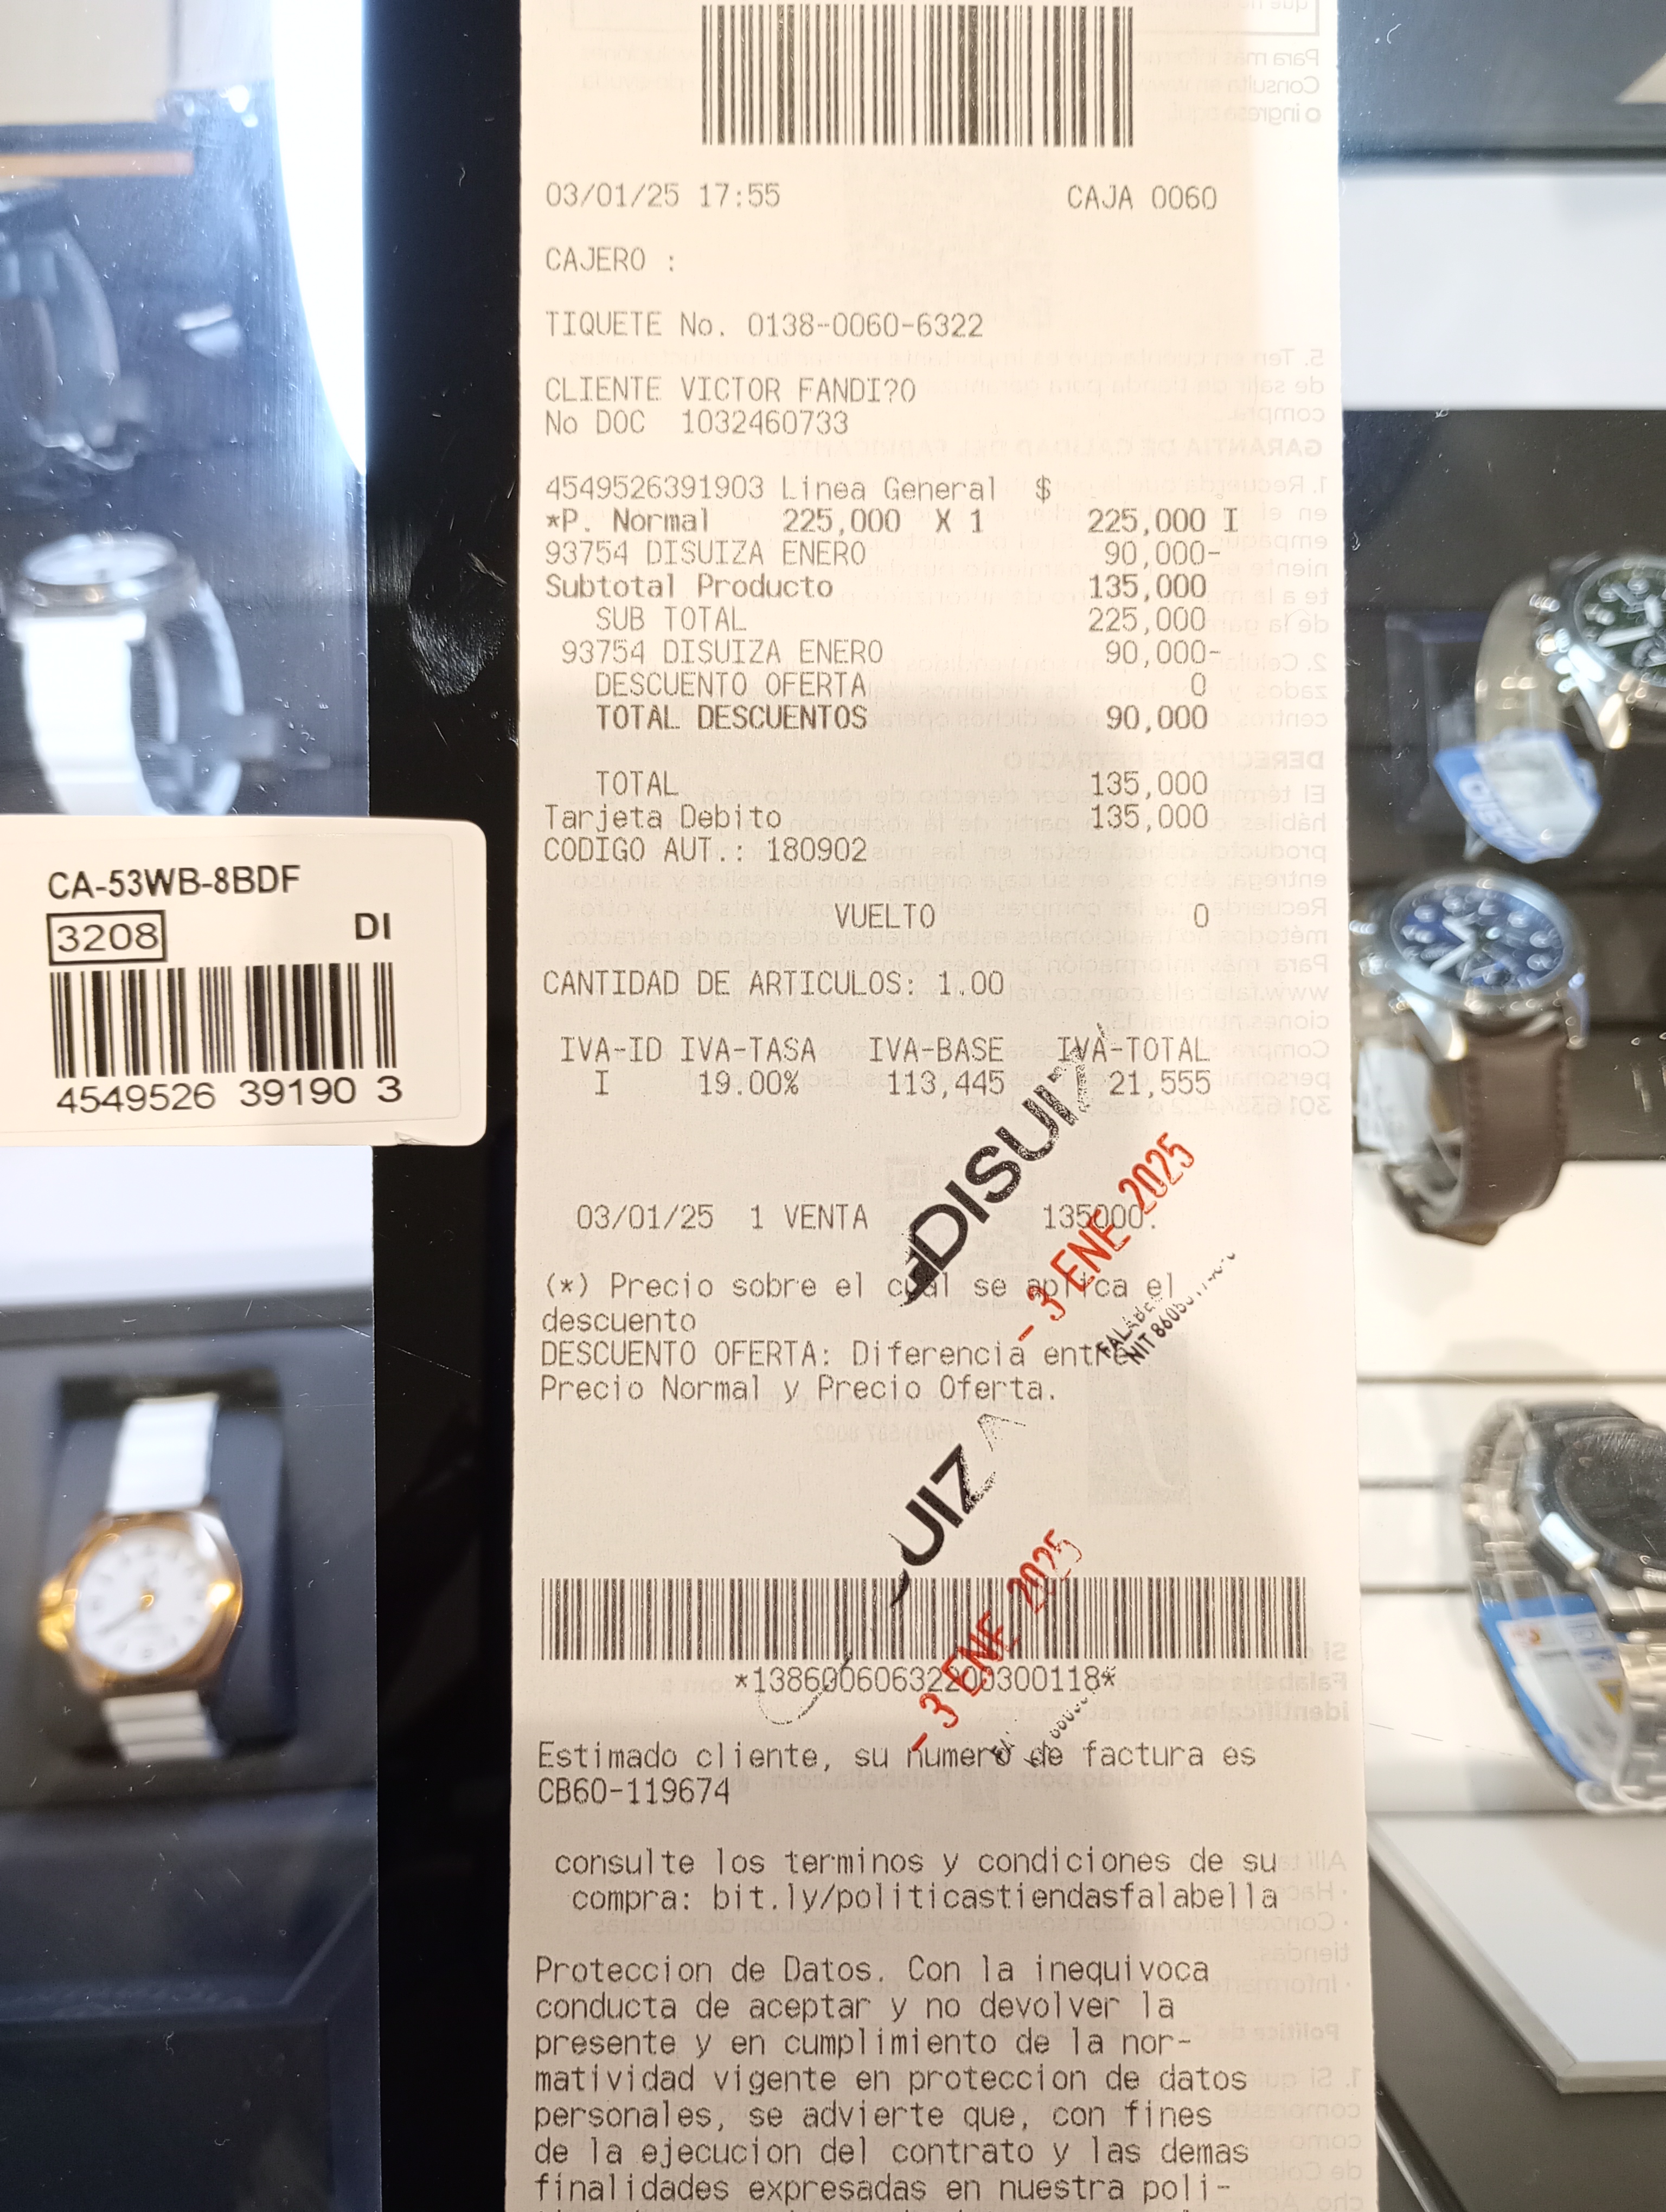 03/01/25 17:55 CAJA 0060
CAJERO :
TIQUETE No. 0138-0060-6322
CLIENTE VICTOR FANDI?O
No DOC 1032460733
4549526391903 Linea General $
*P. Normal 225,000 X 1 225,000 I
93754 DISUIZA ENERO 90,000-
Subtotal Producto 135,000
SUB TOTAL 225,000
93754 DISUIZA ENERO 90,000-
DESCUENTO OFERTA 0
TOTAL DESCUENTOS 90,000
TOTAL 135,000
Tarjeta Debito 135,000
CODIGO AUT.: 180902
VUELTO 0
CANTIDAD DE ARTICULOS: 1.00
IVA-ID IVA-TASA IVA-BASE IVA-TOTAL
I 19.00% 113,445 21,555
DISUIZ
- 3 ENE 2025
03/01/25 1 VENTA 135000.
(*) Precio sobre el cual se aplica el
descuento
DESCUENTO OFERTA: Diferencia entre
Precio Normal y Precio Oferta.
UIZA
- 3 ENE 2025
*13860060632200300118*
Estimado cliente, su numero de factura es
CB60-119674
consulte los terminos y condiciones de su
compra: bit.ly/politicastiendasfalabella
Proteccion de Datos. Con la inequivoca
conducta de aceptar y no devolver la
presente y en cumplimiento de la nor-
matividad vigente en proteccion de datos
personales, se advierte que, con fines
de la ejecucion del contrato y las demas
finalidades expresadas en nuestra poli-
CA-53WB-8BDF
3208 DI
4549526 39190 3